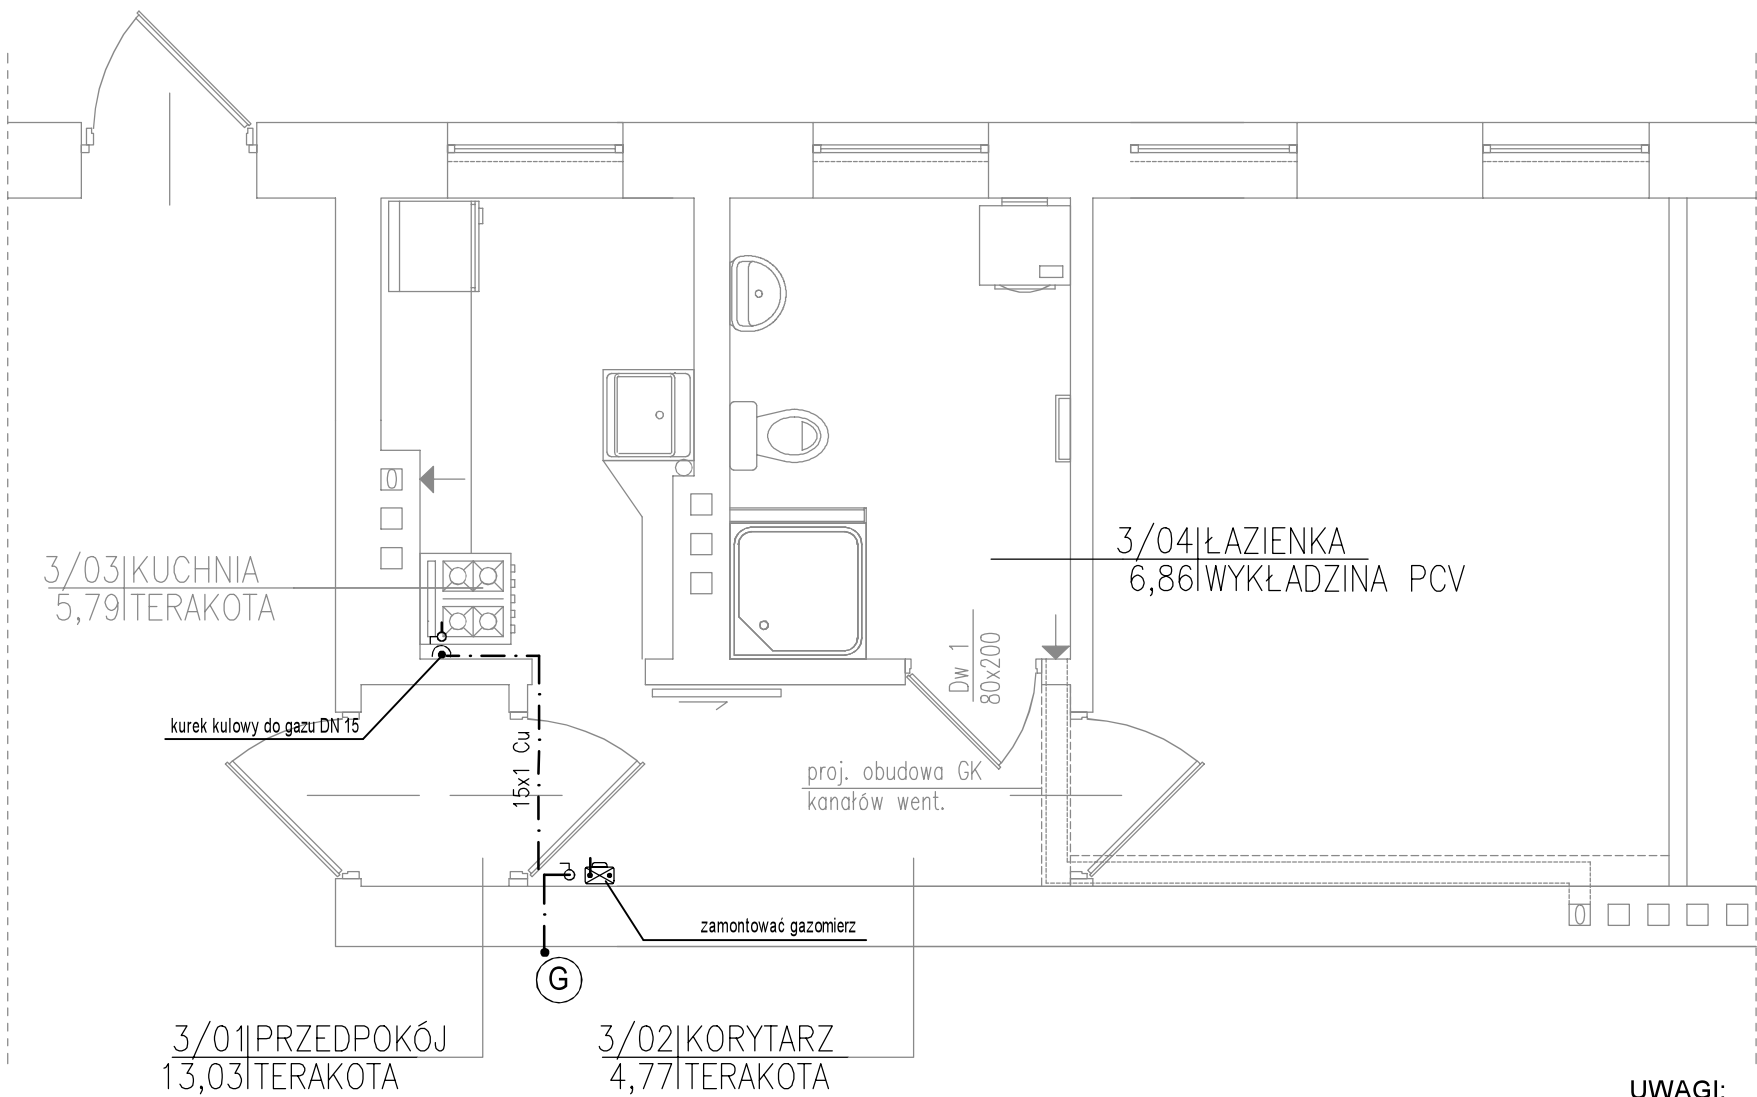 3/04 ŁAZIENKA
6,86 WYKŁADZINA PCV
3/03 KUCHNIA
5,79 TERAKOTA
Dw 1
80x200
kurek kulowy do gazu DN 15
15x1 Cu
proj. obudowa GK
kanałów went.
zamontować gazomierz
G
3/01 PRZEDPOKÓJ
13,03 TERAKOTA
3/02 KORYTARZ
4,77 TERAKOTA
UWAGI: